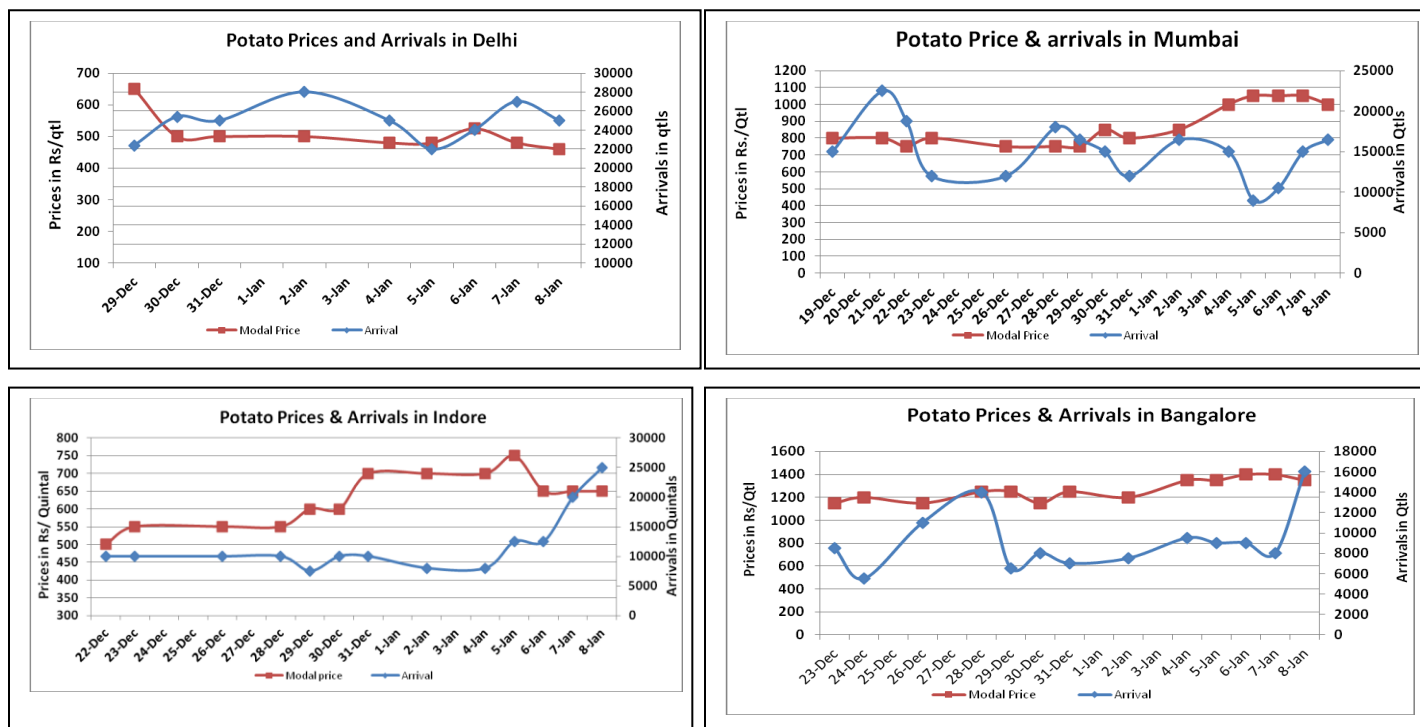 Potato Prices and Arrivals in Delhi
Prices in Rs/qtl
700
600
500
400
300
200
100
30000
28000
26000
24000
22000
20000
18000
16000
14000
12000
10000
Arrivals in qtls
29-Dec
30-Dec
31-Dec
1-Jan
2-Jan
3-Jan
4-Jan
5-Jan
6-Jan
7-Jan
8-Jan
Modal Price
Arrival
Potato Price & arrivals in Mumbai
Prices in Rs./Qtl
1200
1100
1000
900
800
700
600
500
400
300
200
100
0
25000
20000
15000
10000
5000
0
Arrivals in qtls
19-Dec
20-Dec
21-Dec
22-Dec
23-Dec
24-Dec
25-Dec
26-Dec
27-Dec
28-Dec
29-Dec
30-Dec
31-Dec
1-Jan
2-Jan
3-Jan
4-Jan
5-Jan
6-Jan
7-Jan
8-Jan
Modal Price
Arrival
Potato Prices & Arrivals in Indore
Prices in Rs/ Quintal
800
750
700
650
600
550
500
450
400
350
300
30000
25000
20000
15000
10000
5000
0
Arrivals in Quintals
22-Dec
23-Dec
24-Dec
25-Dec
26-Dec
27-Dec
28-Dec
29-Dec
30-Dec
31-Dec
1-Jan
2-Jan
3-Jan
4-Jan
5-Jan
6-Jan
7-Jan
8-Jan
Modal price
Arrival
Potato Prices & Arrivals in Bangalore
Prices in Rs/Qtl
1600
1400
1200
1000
800
600
400
200
0
18000
16000
14000
12000
10000
8000
6000
4000
2000
0
Arrivals in Qtls
23-Dec
24-Dec
25-Dec
26-Dec
27-Dec
28-Dec
29-Dec
30-Dec
31-Dec
1-Jan
2-Jan
3-Jan
4-Jan
5-Jan
6-Jan
7-Jan
8-Jan
Modal Price
Arrival